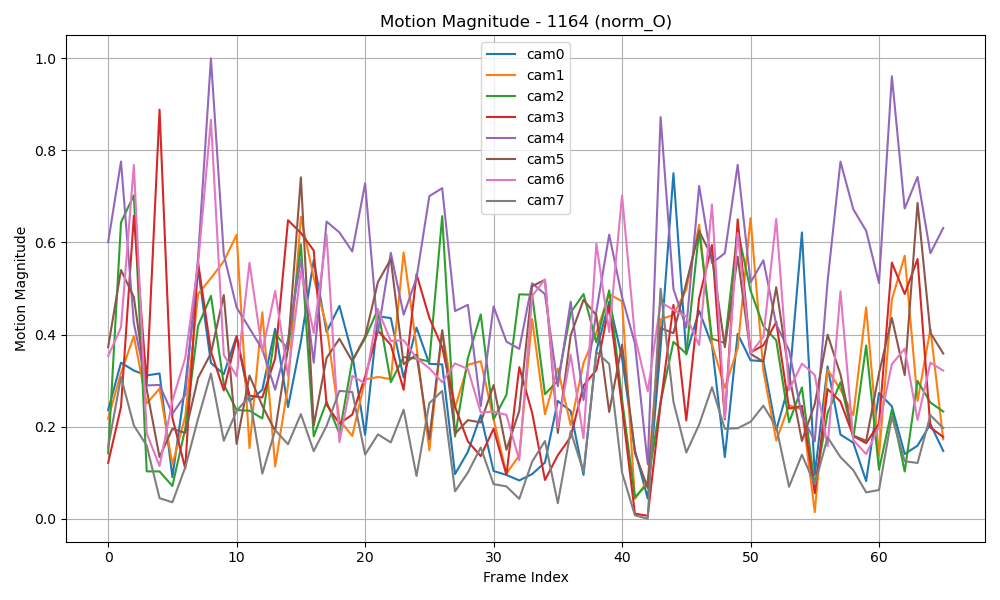 Motion Magnitude - 1164 (norm_O)
Motion Magnitude
1.0
0.8
0.6
0.4
0.2
0.0
cam0
cam1
cam2
cam3
cam4
cam5
cam6
cam7
0 10 20 30 40 50 60
Frame Index